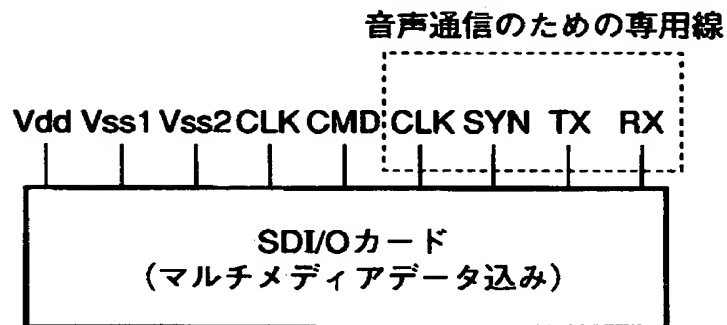 音声通信のための専用線
Vdd Vss1 Vss2 CLK CMD CLK SYN TX RX
SDI/Oカード
(マルチメディアデータ込み)